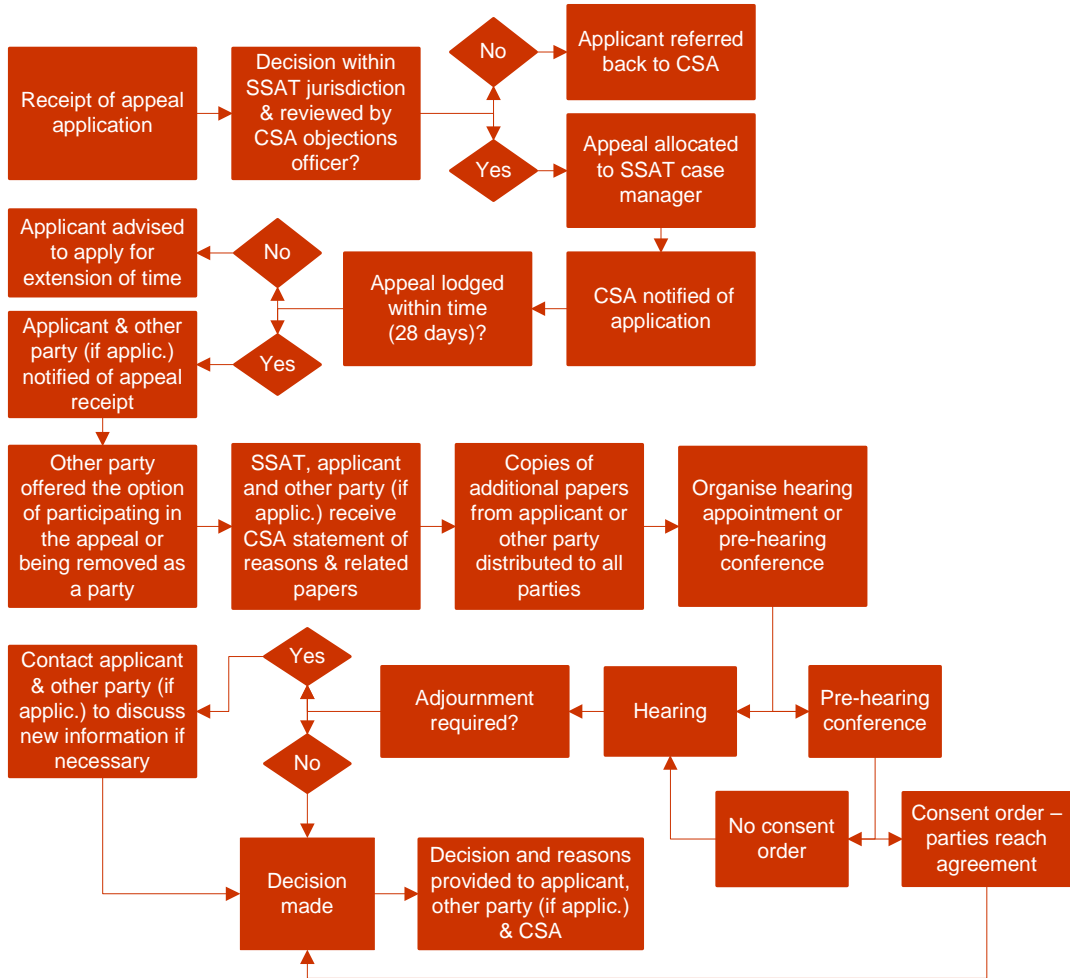 Receipt of appeal
application
Decision within
SSAT jurisdiction
& reviewed by
CSA objections
officer?
No
Applicant referred
back to CSA
Yes
Appeal allocated
to SSAT case
manager
CSA notified of
application
Appeal lodged
within time
(28 days)?
No
Applicant advised
to apply for
extension of time
Yes
Applicant & other
party (if applic.)
notified of appeal
receipt
Other party
offered the option
of participating in
the appeal or
being removed as
a party
SSAT, applicant
and other party (if
applic.) receive
CSA statement of
reasons & related
papers
Copies of
additional papers
from applicant or
other party
distributed to all
parties
Organise hearing
appointment or
pre-hearing
conference
Pre-hearing
conference
Hearing
Adjournment
required?
Yes
Contact applicant
& other party (if
applic.) to discuss
new information if
necessary
No
No consent
order
Consent order –
parties reach
agreement
Decision
made
Decision and reasons
provided to applicant,
other party (if applic.)
& CSA